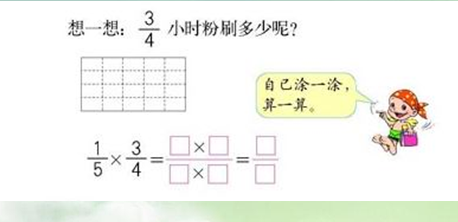 想一想：3/4 小时粉刷多少呢？
自己涂一涂，
算一算。
1/5 × 3/4 = □×□/□×□ = □/□